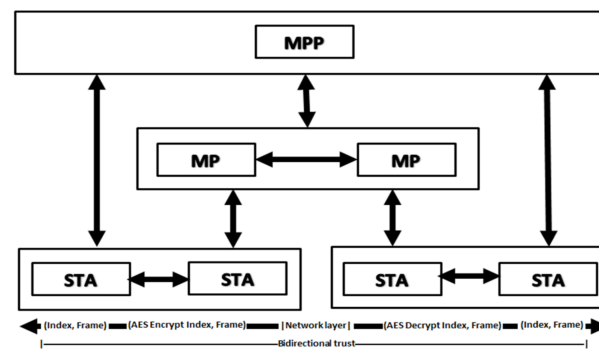 MPP
MP MP
STA STA STA STA
(Index, Frame) (AES Encrypt Index, Frame) |Network layer| (AES Decrypt Index, Frame) (Index, Frame)
|Bidirectional trust|